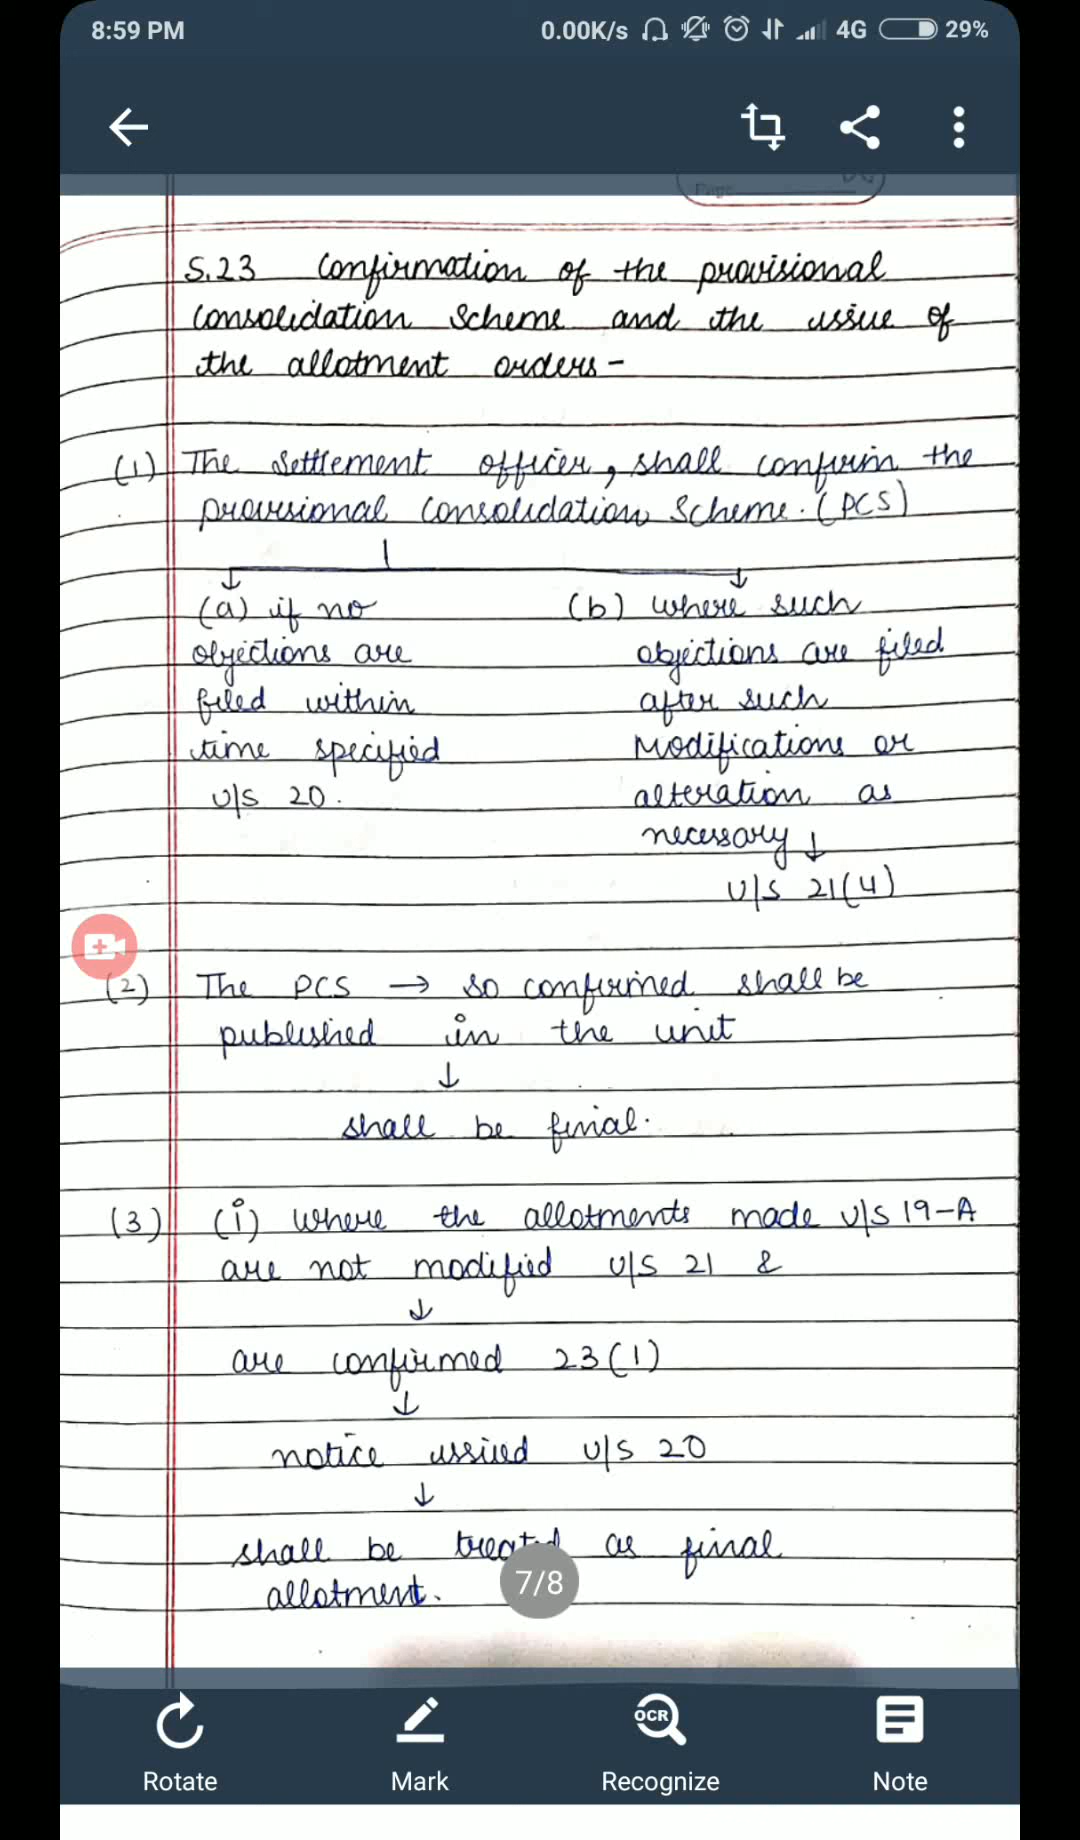 8:59 PM 0.00K/s 4G 29%
S.23 Confirmation of the provisional
Consolidation Scheme and the issue of
the allotment orders-
(1) The Settlement officer, shall confirm the
provisional Consolidation Scheme. (PCS)
(a) if no
objections are
filed within
time specified
U/S 20.
(b) where such
objections are filed
after such
Modifications or
alteration as
necessary ↓
U/S 21(4)
(2) The PCS → so confirmed shall be
published in the unit
↓
shall be final.
(3) (i) where the allotments made U/S 19-A
are not modified U/S 21 &
↓
are confirmed 23(1)
↓
notice issued U/S 20
↓
shall be treated as final
allotment.
7/8
OCR
Rotate Mark Recognize Note